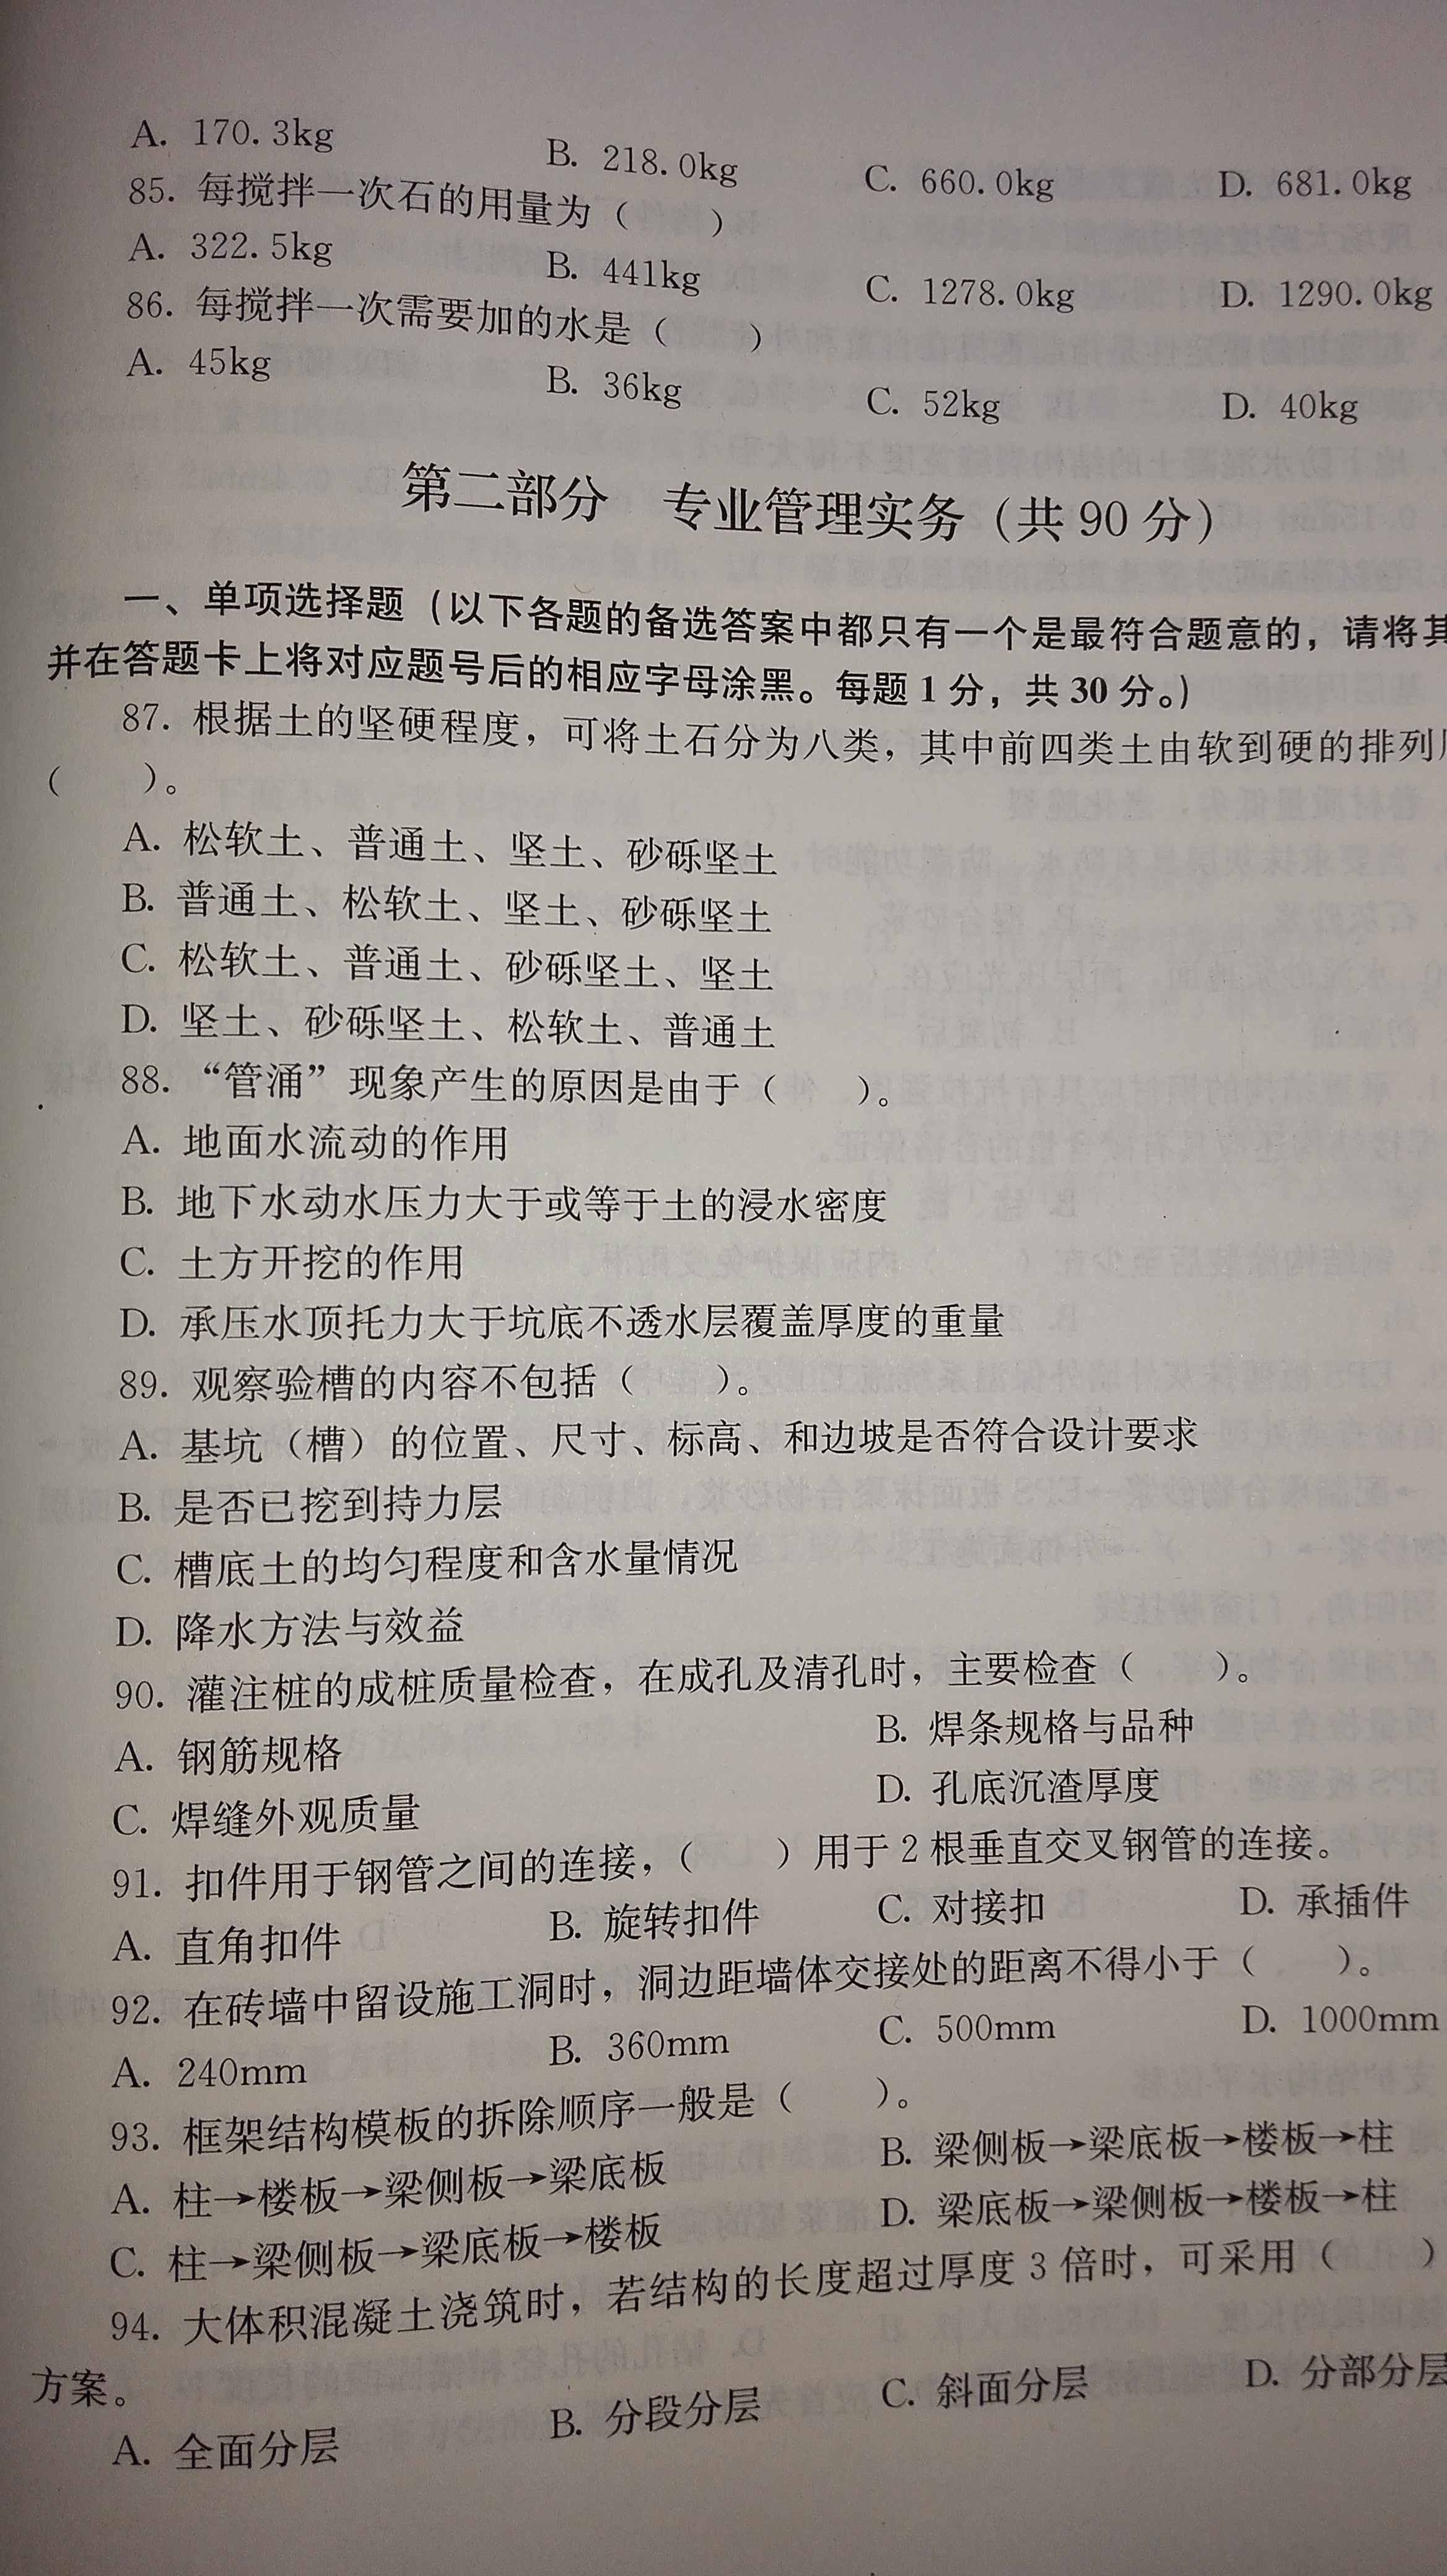 A. 170.3kg B. 218.0kg C. 660.0kg D. 681.0kg
85. 每搅拌一次石的用量为（ ）
A. 322.5kg B. 441kg C. 1278.0kg D. 1290.0kg
86. 每搅拌一次需要加的水是（ ）
A. 45kg B. 36kg C. 52kg D. 40kg
第二部分 专业管理实务（共 90 分）
一、单项选择题（以下各题的备选答案中都只有一个是最符合题意的，请将其
并在答题卡上将对应题号后的相应字母涂黑。每题 1 分，共 30 分。）
87. 根据土的坚硬程度，可将土石分为八类，其中前四类土由软到硬的排列
（ ）。
A. 松软土、普通土、坚土、砂砾坚土
B. 普通土、松软土、坚土、砂砾坚土
C. 松软土、普通土、砂砾坚土、坚土
D. 坚土、砂砾坚土、松软土、普通土
88. “管涌”现象产生的原因是由于（ ）。
A. 地面水流动的作用
B. 地下水动水压力大于或等于土的浸水密度
C. 土方开挖的作用
D. 承压水顶托力大于坑底不透水层覆盖厚度的重量
89. 观察验槽的内容不包括（ ）。
A. 基坑（槽）的位置、尺寸、标高、和边坡是否符合设计要求
B. 是否已挖到持力层
C. 槽底土的均匀程度和含水量情况
D. 降水方法与效益
90. 灌注桩的成桩质量检查，在成孔及清孔时，主要检查（ ）。
A. 钢筋规格 B. 焊条规格与品种
C. 焊缝外观质量 D. 孔底沉渣厚度
91. 扣件用于钢管之间的连接，（ ）用于 2 根垂直交叉钢管的连接。
A. 直角扣件 B. 旋转扣件 C. 对接扣 D. 承插件
92. 在砖墙中留设施工洞时，洞边距墙体交接处的距离不得小于（ ）。
A. 240mm B. 360mm C. 500mm D. 1000mm
93. 框架结构模板的拆除顺序一般是（ ）。
A. 柱→楼板→梁侧板→梁底板 B. 梁侧板→梁底板→楼板→柱
C. 柱→梁侧板→梁底板→楼板 D. 梁底板→梁侧板→楼板→柱
94. 大体积混凝土浇筑时，若结构的长度超过厚度 3 倍时，可采用（ ）
方案。
A. 全面分层 B. 分段分层 C. 斜面分层 D. 分部分层